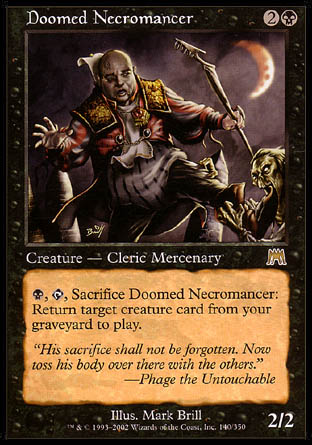 Doomed Necromancer 2
Creature — Cleric Mercenary
, , Sacrifice Doomed Necromancer:
Return target creature card from your
graveyard to play.
"His sacrifice shall not be forgotten. Now
toss his body over there with the others."
—Phage the Untouchable
Illus. Mark Brill
2/2
™ & © 1993–2002 Wizards of the Coast, Inc. 140/350